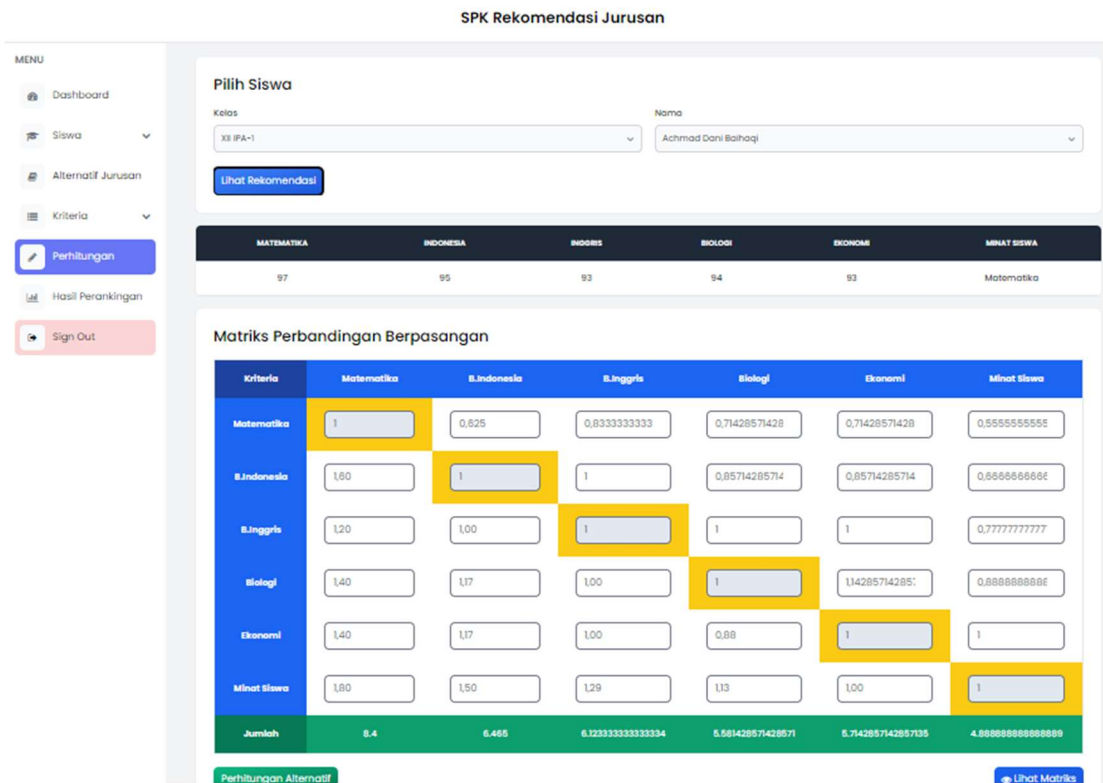 SPK Rekomendasi Jurusan
MENU
Dashboard
Siswa
Alternatif Jurusan
Kriteria
Perhitungan
Hasil Perankingan
Sign Out
Pilih Siswa
Kelas Nama
XII IPA-1 Achmad Dani Baihaqi
Lihat Rekomendasi
MATEMATIKA INDONESIA INGGRIS BIOLOGI EKONOMI MINAT SISWA
97 95 93 94 93 Matematika
Matriks Perbandingan Berpasangan
Kriteria Matematika B.Indonesia B.Inggris Biologi Ekonomi Minat Siswa
Matematika 1 0,625 0,8333333333 0,71428571428 0,71428571428 0,5555555555
B.Indonesia 1,60 1 1 0,85714285714 0,85714285714 0,6666666666
B.Inggris 1,20 1,00 1 1 1 0,77777777777
Biologi 1,40 1,17 1,00 1 1,14285714285 0,8888888888
Ekonomi 1,40 1,17 1,00 0,88 1 1
Minat Siswa 1,80 1,50 1,29 1,13 1,00 1
Jumlah 8.4 6.465 6.123333333333334 5.581428571428571 5.7142857142857135 4.888888888888889
Perhitungan Alternatif Lihat Matriks